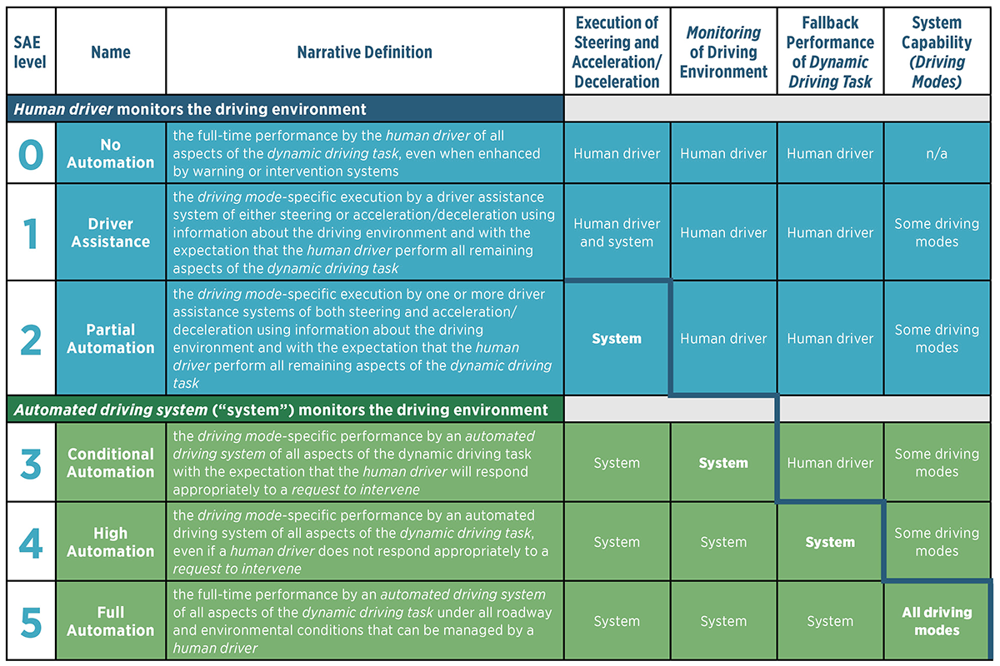 SAE
level
Name
Narrative Definition
Execution of
Steering and
Acceleration/
Deceleration
Monitoring
of Driving
Environment
Fallback
Performance
of Dynamic
Driving Task
System
Capability
(Driving
Modes)
Human driver monitors the driving environment
0
No
Automation
the full-time performance by the human driver of all
aspects of the dynamic driving task, even when enhanced
by warning or intervention systems
Human driver
Human driver
Human driver
n/a
1
Driver
Assistance
the driving mode-specific execution by a driver assistance
system of either steering or acceleration/deceleration using
information about the driving environment and with the
expectation that the human driver perform all remaining
aspects of the dynamic driving task
Human driver
and system
Human driver
Human driver
Some driving
modes
2
Partial
Automation
the driving mode-specific execution by one or more driver
assistance systems of both steering and acceleration/
deceleration using information about the driving
environment and with the expectation that the human
driver perform all remaining aspects of the dynamic driving
task
System
Human driver
Human driver
Some driving
modes
Automated driving system (“system”) monitors the driving environment
3
Conditional
Automation
the driving mode-specific performance by an automated
driving system of all aspects of the dynamic driving task
with the expectation that the human driver will respond
appropriately to a request to intervene
System
System
Human driver
Some driving
modes
4
High
Automation
the driving mode-specific performance by an automated
driving system of all aspects of the dynamic driving task,
even if a human driver does not respond appropriately to a
request to intervene
System
System
System
Some driving
modes
5
Full
Automation
the full-time performance by an automated driving system
of all aspects of the dynamic driving task under all roadway
and environmental conditions that can be managed by a
human driver
System
System
System
All driving
modes